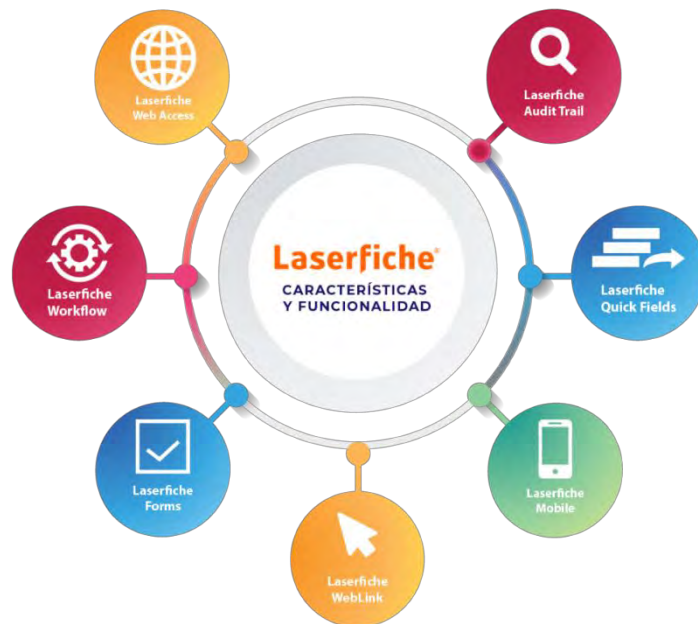 Laserfiche
Web Access
Laserfiche
Audit Trail
Laserfiche
Workflow
Laserfiche®
CARACTERÍSTICAS
Y FUNCIONALIDAD
Laserfiche
Quick Fields
Laserfiche
Forms
Laserfiche
Mobile
Laserfiche
WebLink